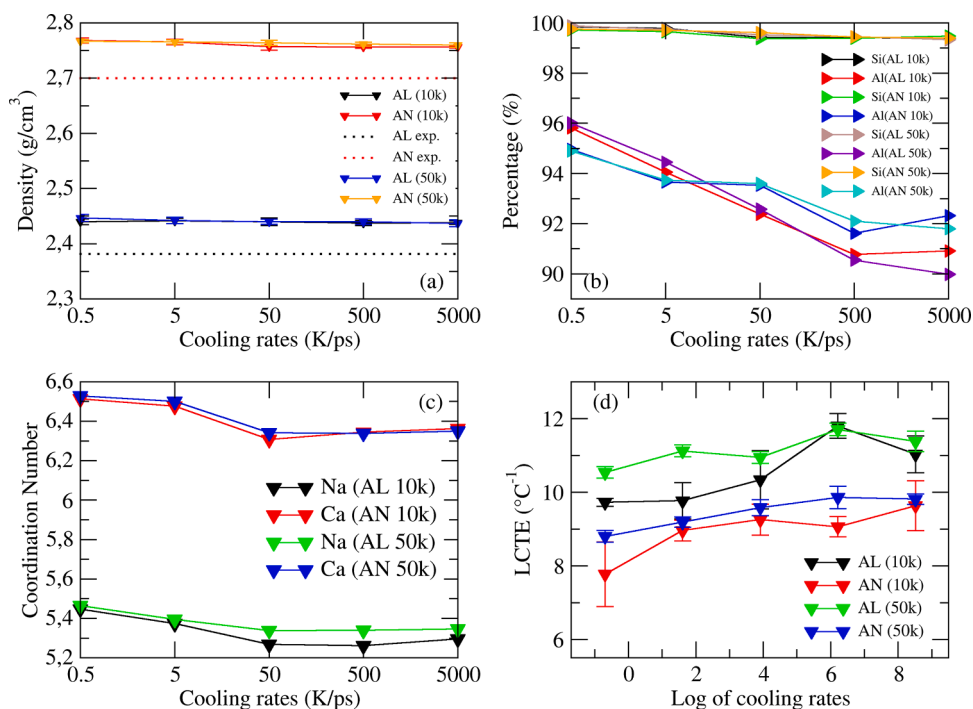 2,8
2,7
2,6
2,5
2,4
2,3
Density (g/cm³)
AL (10k)
AN (10k)
AL exp.
AN exp.
AL (50k)
AN (50k)
(a)
0.5 5 50 500 5000
Cooling rates (K/ps)
100
98
96
94
92
90
Percentage (%)
Si(AL 10k)
Al(AL 10k)
Si(AN 10k)
Al(AN 10k)
Si(AL 50k)
Al(AL 50k)
Si(AN 50k)
Al(AN 50k)
(b)
0.5 5 50 500 5000
Cooling rates (K/ps)
6,6
6,4
6,2
6
5,8
5,6
5,4
5,2
Coordination Number
(c)
Na (AL 10k)
Ca (AN 10k)
Na (AL 50k)
Ca (AN 50k)
0.5 5 50 500 5000
Cooling rates (K/ps)
12
10
8
6
LCTE (°C⁻¹)
(d)
AL (10k)
AN (10k)
AL (50k)
AN (50k)
0 2 4 6 8
Log of cooling rates